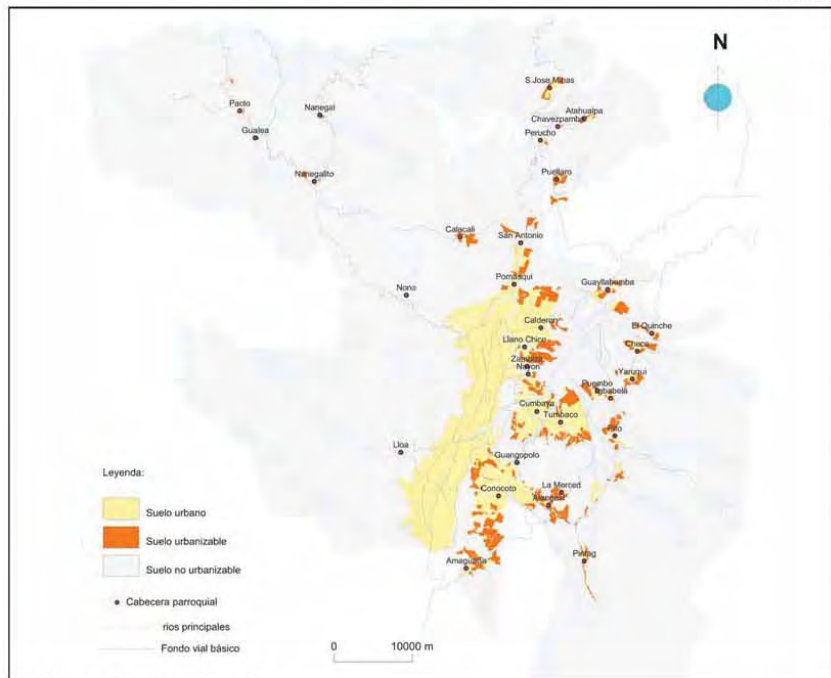 N
S.Jose Minas
Pacto
Nanegal
Atahualpa
Chavezpamba
Gualea
Perucho
Puellaro
Nanegalito
Calacali
San Antonio
Pomasqui
Guayllabamba
Nono
Calderon
El Quinche
Llano Chico
Checa
Zambiza
Nayon
Yaruqui
Puembo
Cumbaya
Tumbaco
Pifo
Lloa
Guangopolo
Leyenda:
La Merced
Conocoto
Alangasi
Suelo urbano
Suelo urbanizable
Pintag
Amaguaña
Suelo no urbanizable
Cabecera parroquial
rios principales
Fondo vial básico
0 10000 m